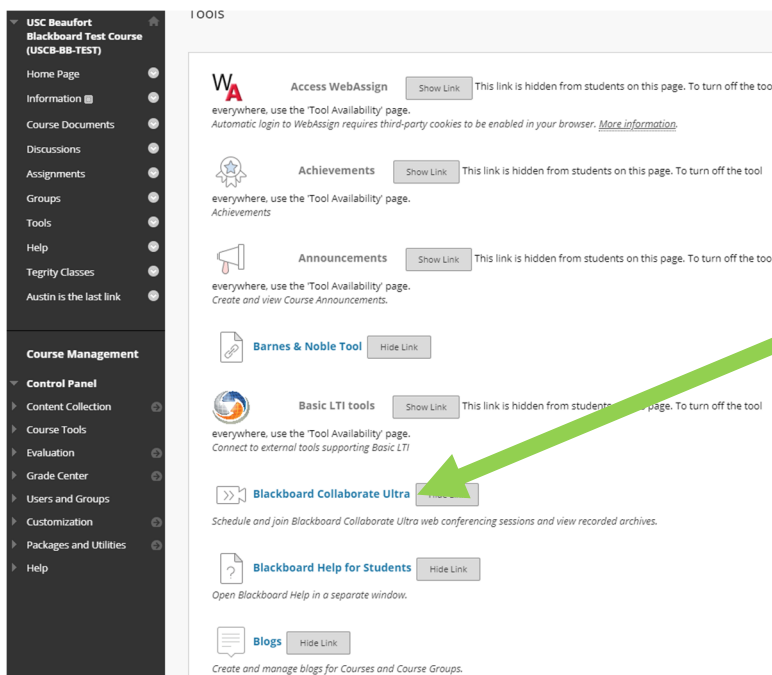 USC Beaufort
Blackboard Test Course
(USCB-BB-TEST)
Home Page
Information
Course Documents
Discussions
Assignments
Groups
Tools
Help
Tegrity Classes
Austin is the last link
Course Management
Control Panel
Content Collection
Course Tools
Evaluation
Grade Center
Users and Groups
Customization
Packages and Utilities
Help
Tools
WA
Access WebAssign Show Link This link is hidden from students on this page. To turn off the too
everywhere, use the 'Tool Availability' page.
Automatic login to WebAssign requires third-party cookies to be enabled in your browser. More information.
Achievements Show Link This link is hidden from students on this page. To turn off the tool
everywhere, use the 'Tool Availability' page.
Achievements
Announcements Show Link This link is hidden from students on this page. To turn off the too
everywhere, use the 'Tool Availability' page.
Create and view Course Announcements.
Barnes & Noble Tool Hide Link
Basic LTI tools Show Link This link is hidden from students page. To turn off the tool
everywhere, use the 'Tool Availability' page.
Connect to external tools supporting Basic LTI
Blackboard Collaborate Ultra Hide Link
Schedule and join Blackboard Collaborate Ultra web conferencing sessions and view recorded archives.
Blackboard Help for Students Hide Link
Open Blackboard Help in a separate window.
Blogs Hide Link
Create and manage blogs for Courses and Course Groups.